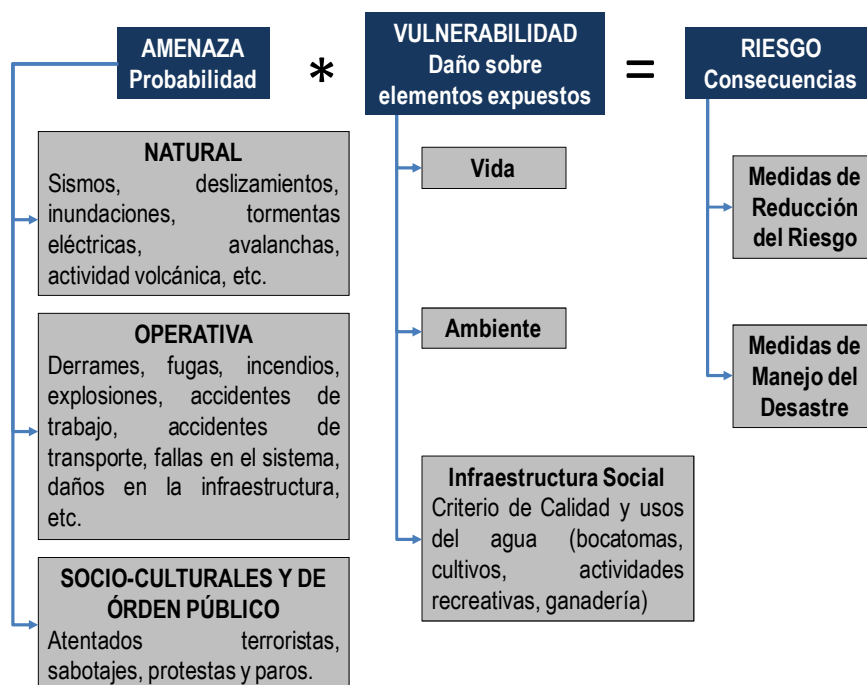 AMENAZA
Probabilidad
*
VULNERABILIDAD
Daño sobre
elementos expuestos
=
RIESGO
Consecuencias
NATURAL
Sismos, deslizamientos,
inundaciones, tormentas
eléctricas, avalanchas,
actividad volcánica, etc.
OPERATIVA
Derrames, fugas, incendios,
explosiones, accidentes de
trabajo, accidentes de
transporte, fallas en el sistema,
daños en la infraestructura,
etc.
SOCIO-CULTURALES Y DE
ÓRDEN PÚBLICO
Atentados terroristas,
sabotajes, protestas y paros.
Vida
Ambiente
Infraestructura Social
Criterio de Calidad y usos
del agua (bocatomas,
cultivos, actividades
recreativas, ganadería)
Medidas de
Reducción
del Riesgo
Medidas de
Manejo del
Desastre